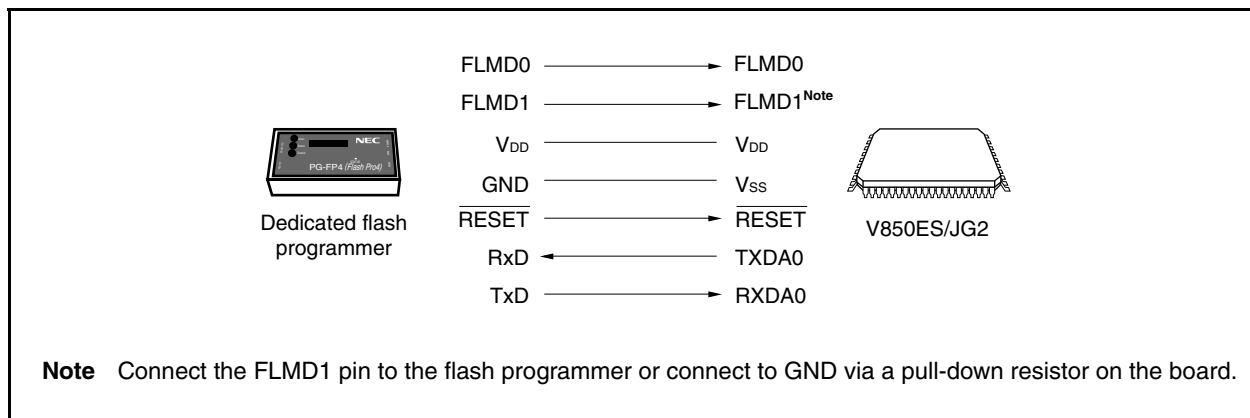 FLMD0 FLMD0
FLMD1 FLMD1Note
VDD VDD
GND VSS
RESET RESET
RxD TXDA0
TxD RXDA0
NEC
PG-FP4 (Flash Pro4)
Dedicated flash
programmer
V850ES/JG2
Note Connect the FLMD1 pin to the flash programmer or connect to GND via a pull-down resistor on the board.